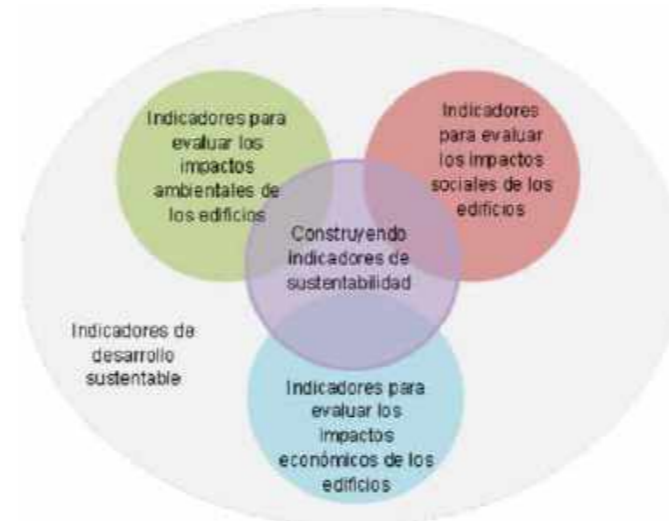 Indicadores para
evaluar los
impactos
ambientales de
los edificios
Indicadores
para evaluar
los impactos
sociales de los
edificios
Construyendo
indicadores de
sustentabilidad
Indicadores de
desarrollo
sustentable
Indicadores para
evaluar los
impactos
económicos de los
edificios